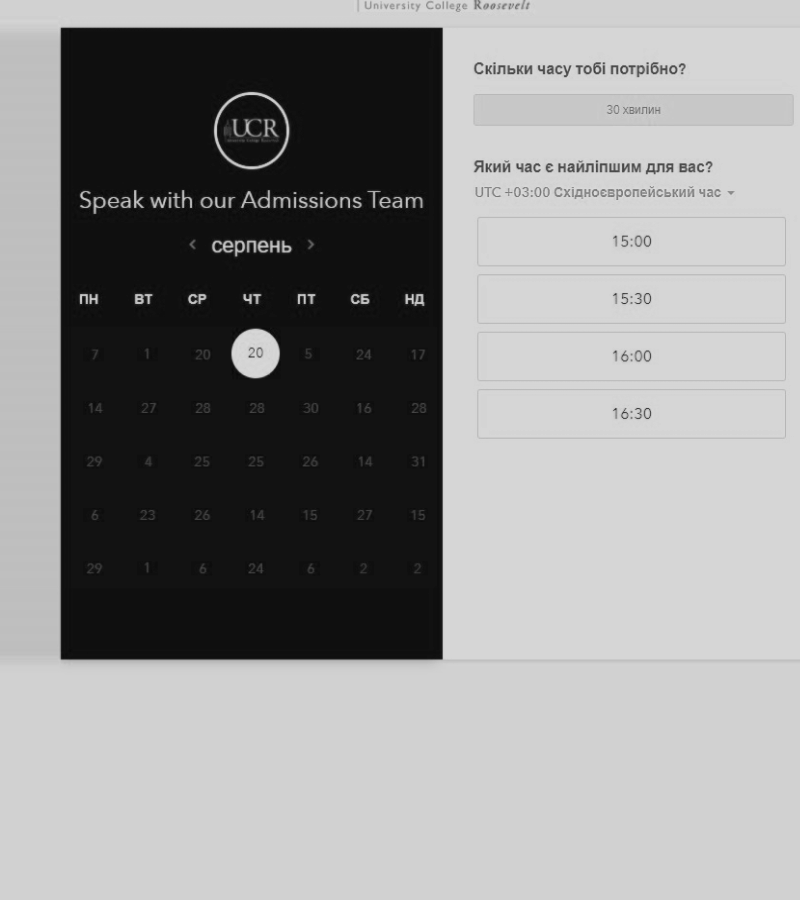 University College Roosevelt
UCR
Speak with our Admissions Team
серпень
ПН ВТ СР ЧТ ПТ СБ НД
7 1 20 20 5 24 17
14 27 28 28 30 16 28
29 4 25 25 26 14 31
6 23 26 14 15 27 15
29 1 6 24 6 2 2
Скільки часу тобі потрібно?
30 хвилин
Який час є найліпшим для вас?
UTC +03:00 Східноєвропейський час
15:00
15:30
16:00
16:30